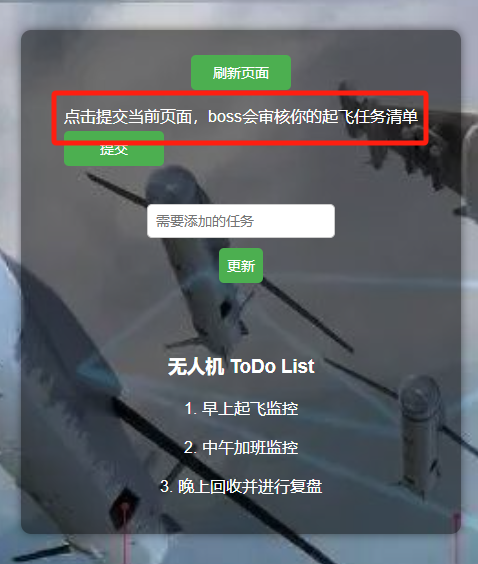 刷新页面
点击提交当前页面，boss会审核你的起飞任务清单
提交
需要添加的任务
更新
无人机 ToDo List
1. 早上起飞监控
2. 中午加班监控
3. 晚上回收并进行复盘